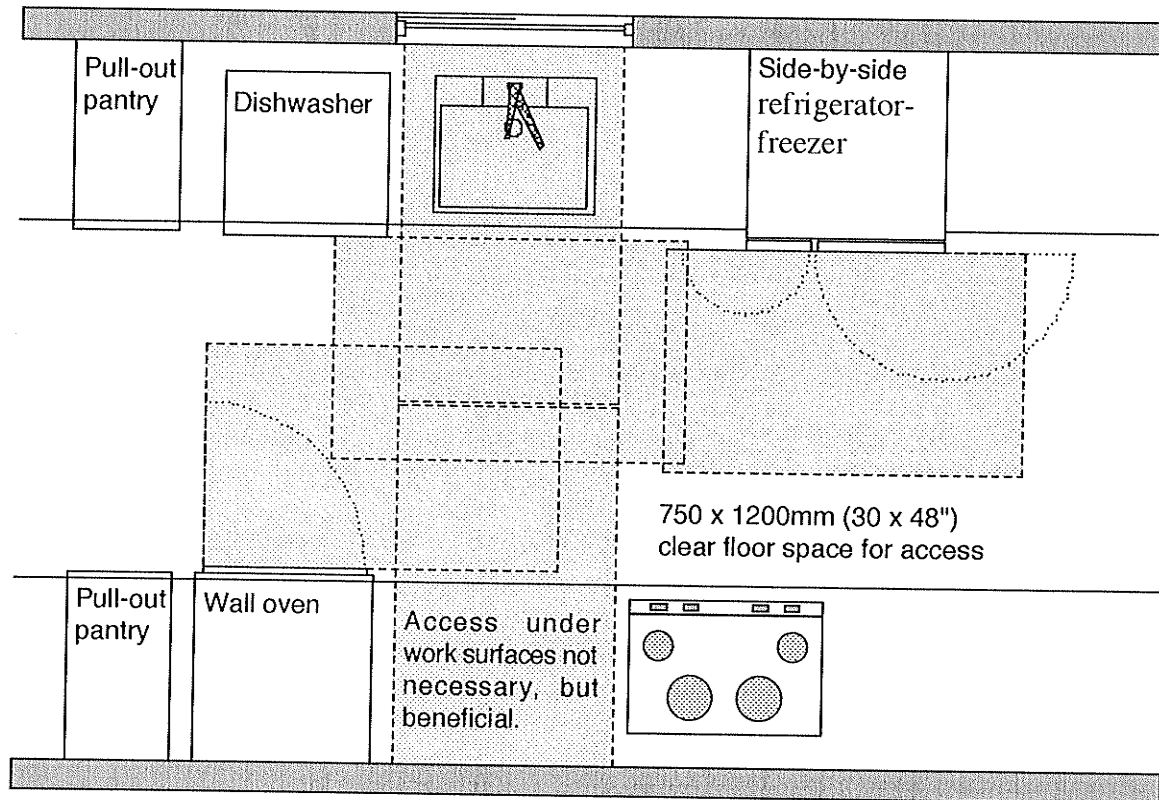 Pull-out
pantry
Dishwasher
Side-by-side
refrigerator-
freezer
750 x 1200mm (30 x 48")
clear floor space for access
Pull-out
pantry
Wall oven
Access under
work surfaces not
necessary, but
beneficial.